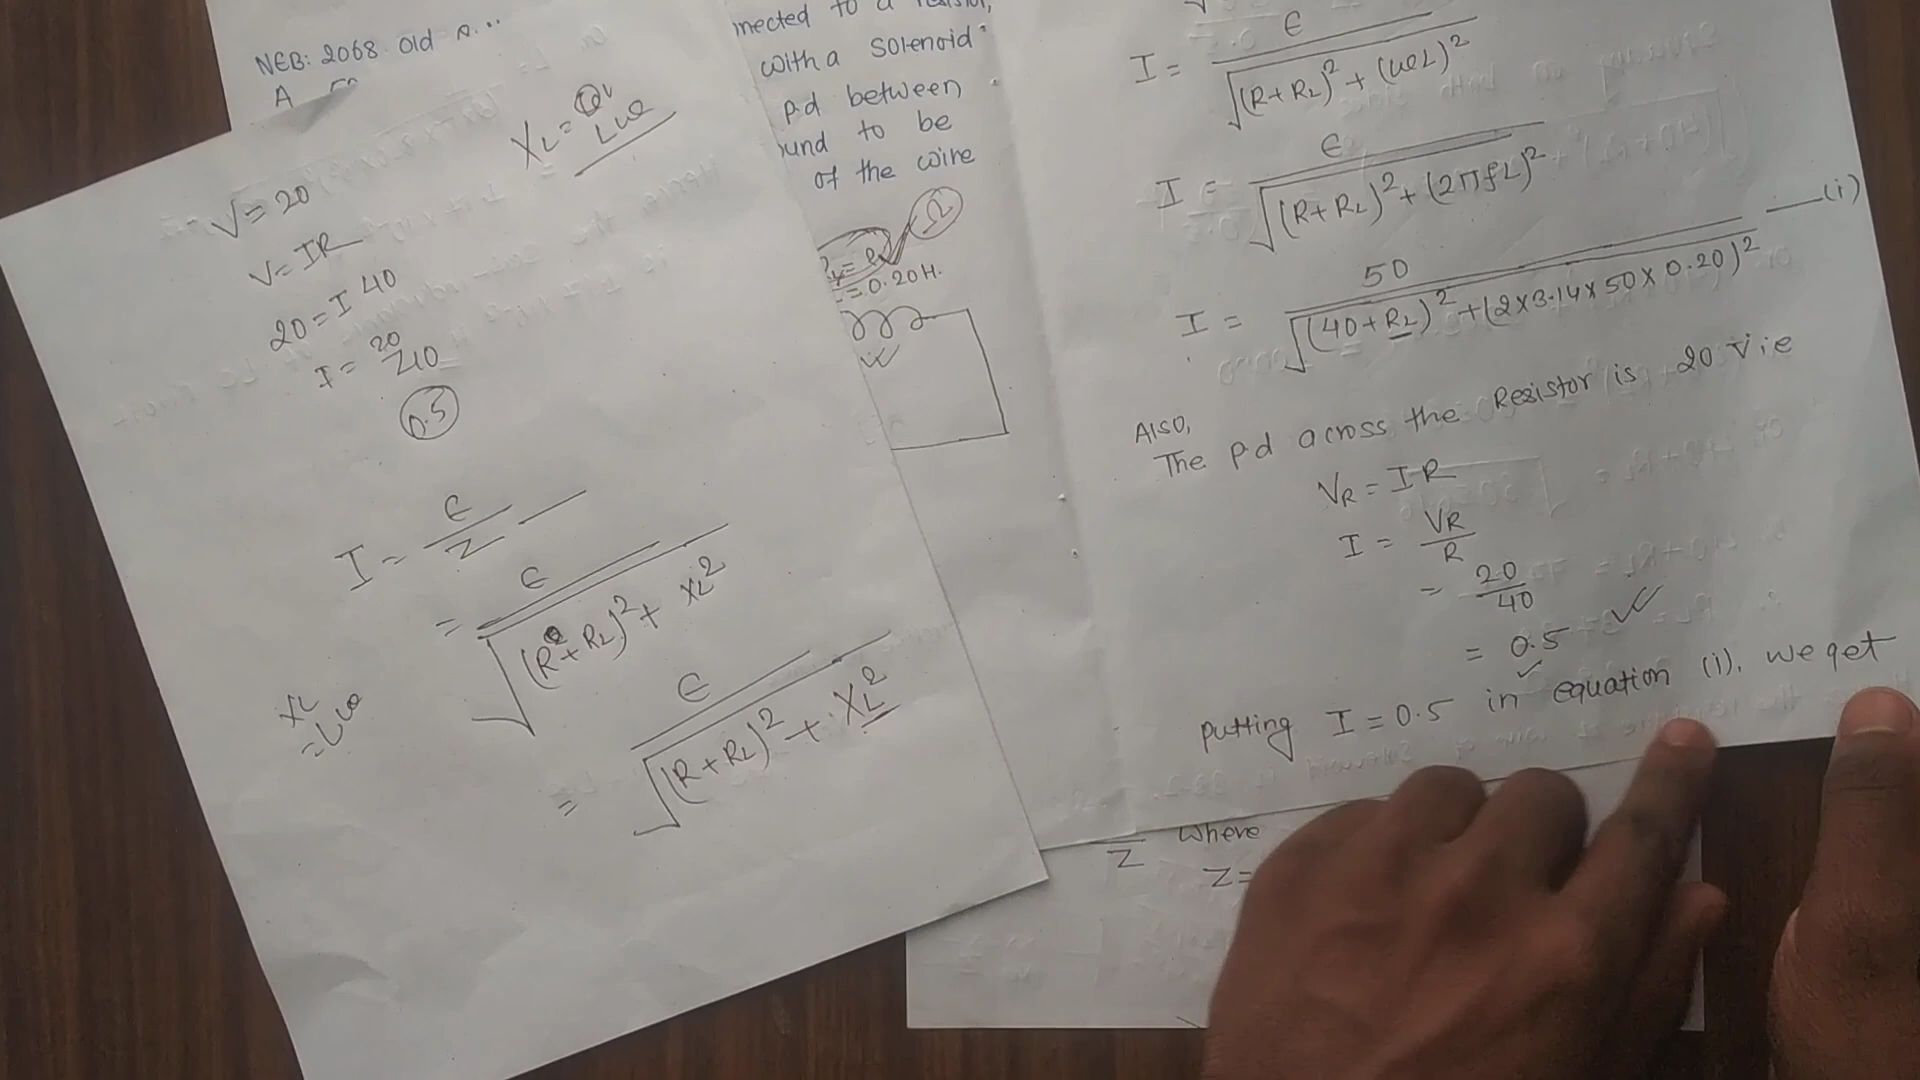 NEB: 2068 old
A
nnected to a
with a solenoid
p.d between
ound to be
of the wire
Ω
= 0.20H.
XL = Lω
V = 20
V = IR
20 = I 40
I = 20
40
0.5
I = ε
Z
= ε
√(R+RL)² + XL²
XL
= Lω
= ε
√(R+RL)² + XL²
I = ε
√(R+RL)² + (ωL)²
I = ε
√(R+RL)² + (2πfL)²
I = 50
√(40+RL)² + (2×3.14×50×0.20)² —(i)
Also,
The p.d across the Resistor is 20 V i.e
VR = IR
I = VR
R
= 20
40
= 0.5
putting I = 0.5 in equation (i), we get
where
Z
Z=